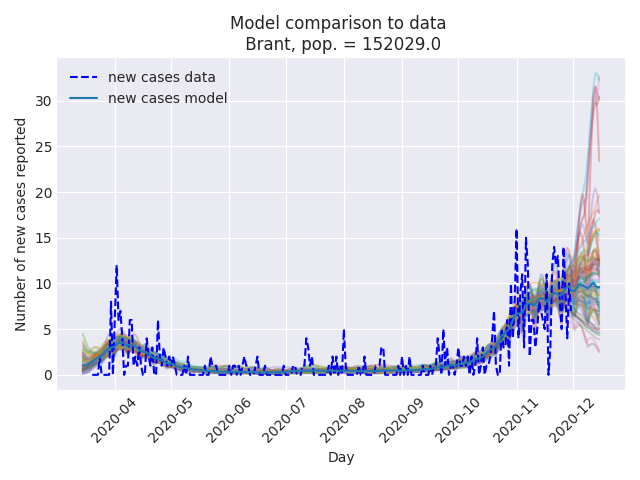 Model comparison to data
Brant, pop. = 152029.0
new cases data
new cases model
Number of new cases reported
30
25
20
15
10
5
0
2020-04
2020-05
2020-06
2020-07
2020-08
2020-09
2020-10
2020-11
2020-12
Day